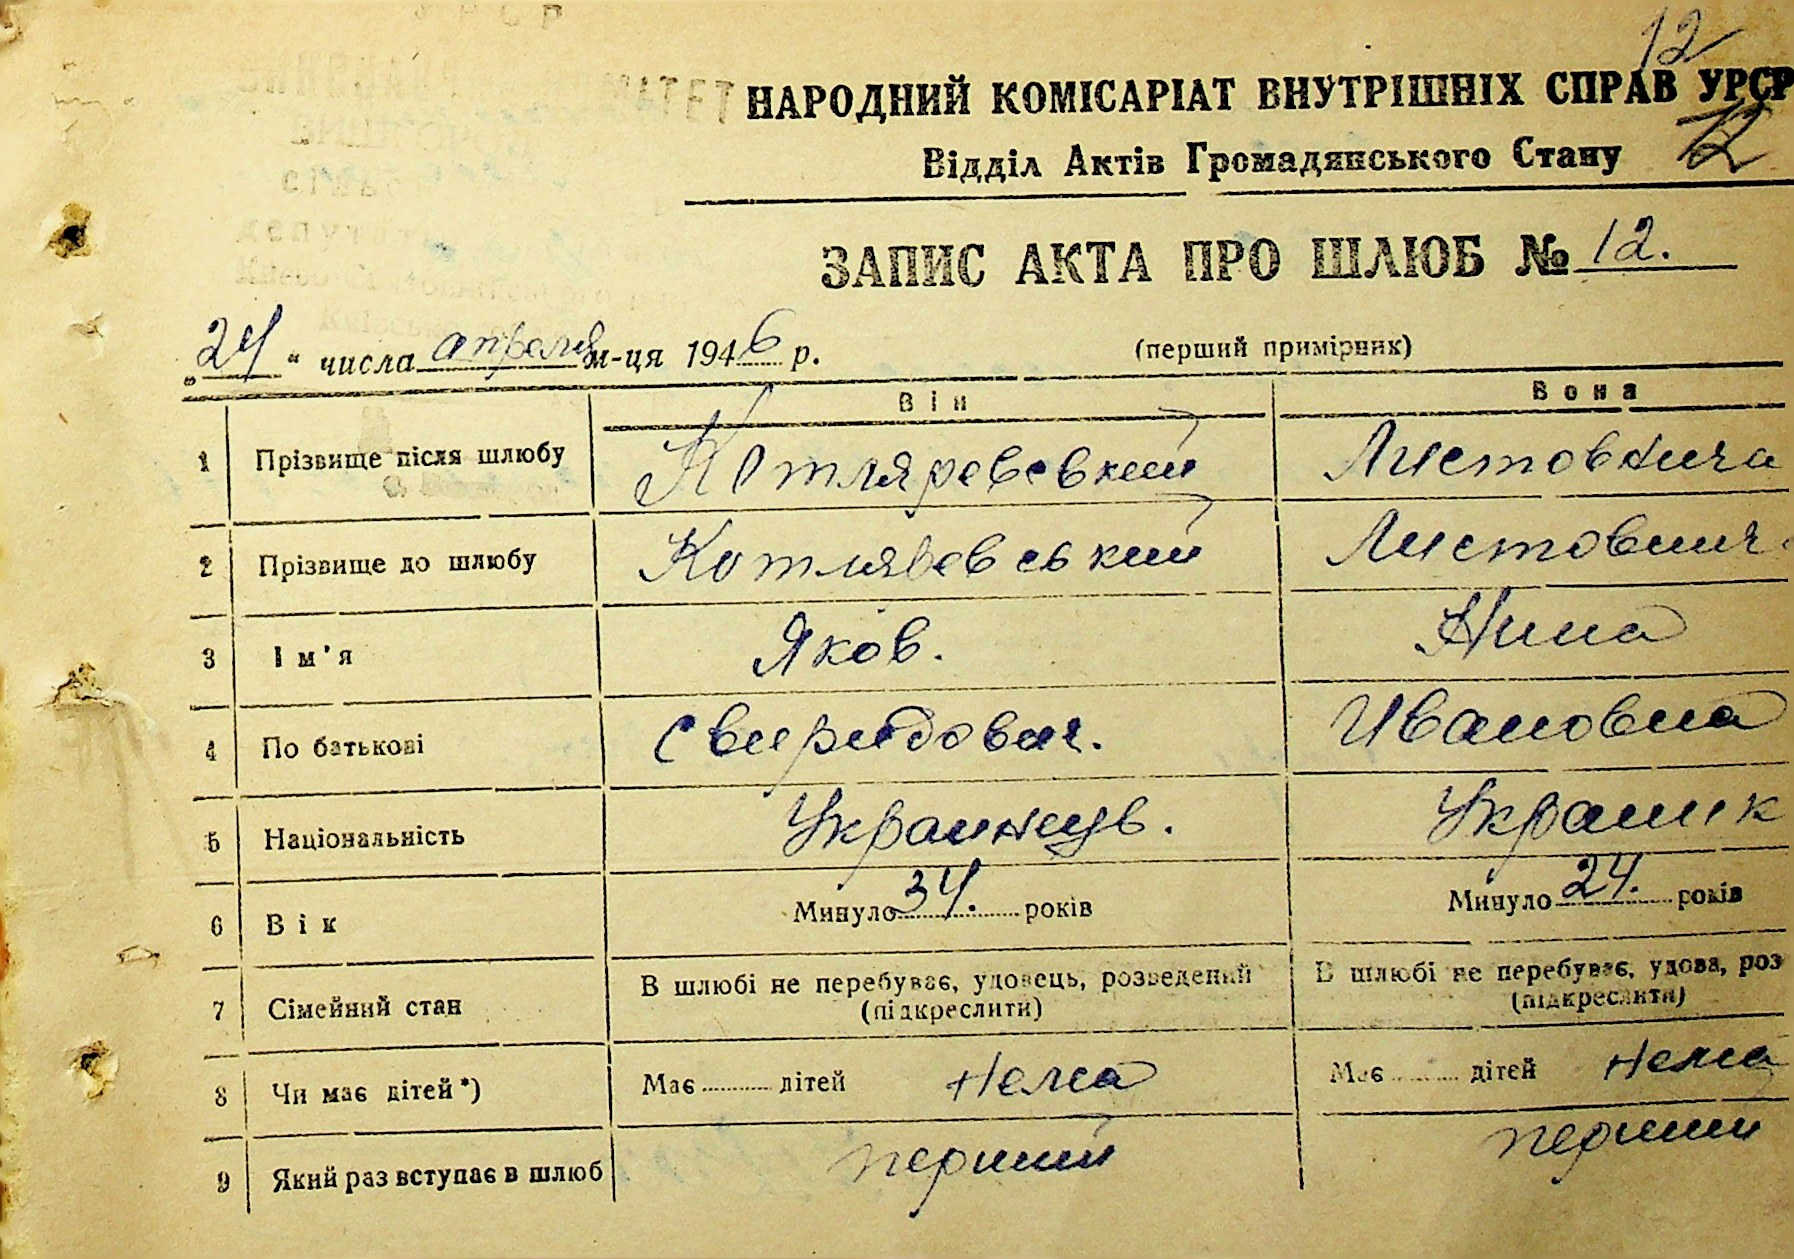 12
НАРОДНИЙ КОМІСАРІАТ ВНУТРІШНІХ СПРАВ УРСР
Відділ Актів Громадянського Стану 12
ЗАПИС АКТА ПРО ШЛЮБ № 12.
„24“ числа апреля м-ця 1946 р. (перший примірник)
Він Вона
1 Прізвище після шлюбу Котляревський
2 Прізвище до шлюбу Котляревський Листовнич
3 Ім'я Яков. Нина
4 По батькові Свиридович. Ивановна
5 Національність Украинець. Украинк
6 Вік Минуло 34. років Минуло 24. років
7 Сімейний стан В шлюбі не перебуває, удовець, розведений В шлюбі не перебуває, удова, роз
(підкреслити) (підкреслити)
8 Чи має дітей*) Має ........ дітей нема Має ........ дітей нема
9 Який раз вступає в шлюб перший перший